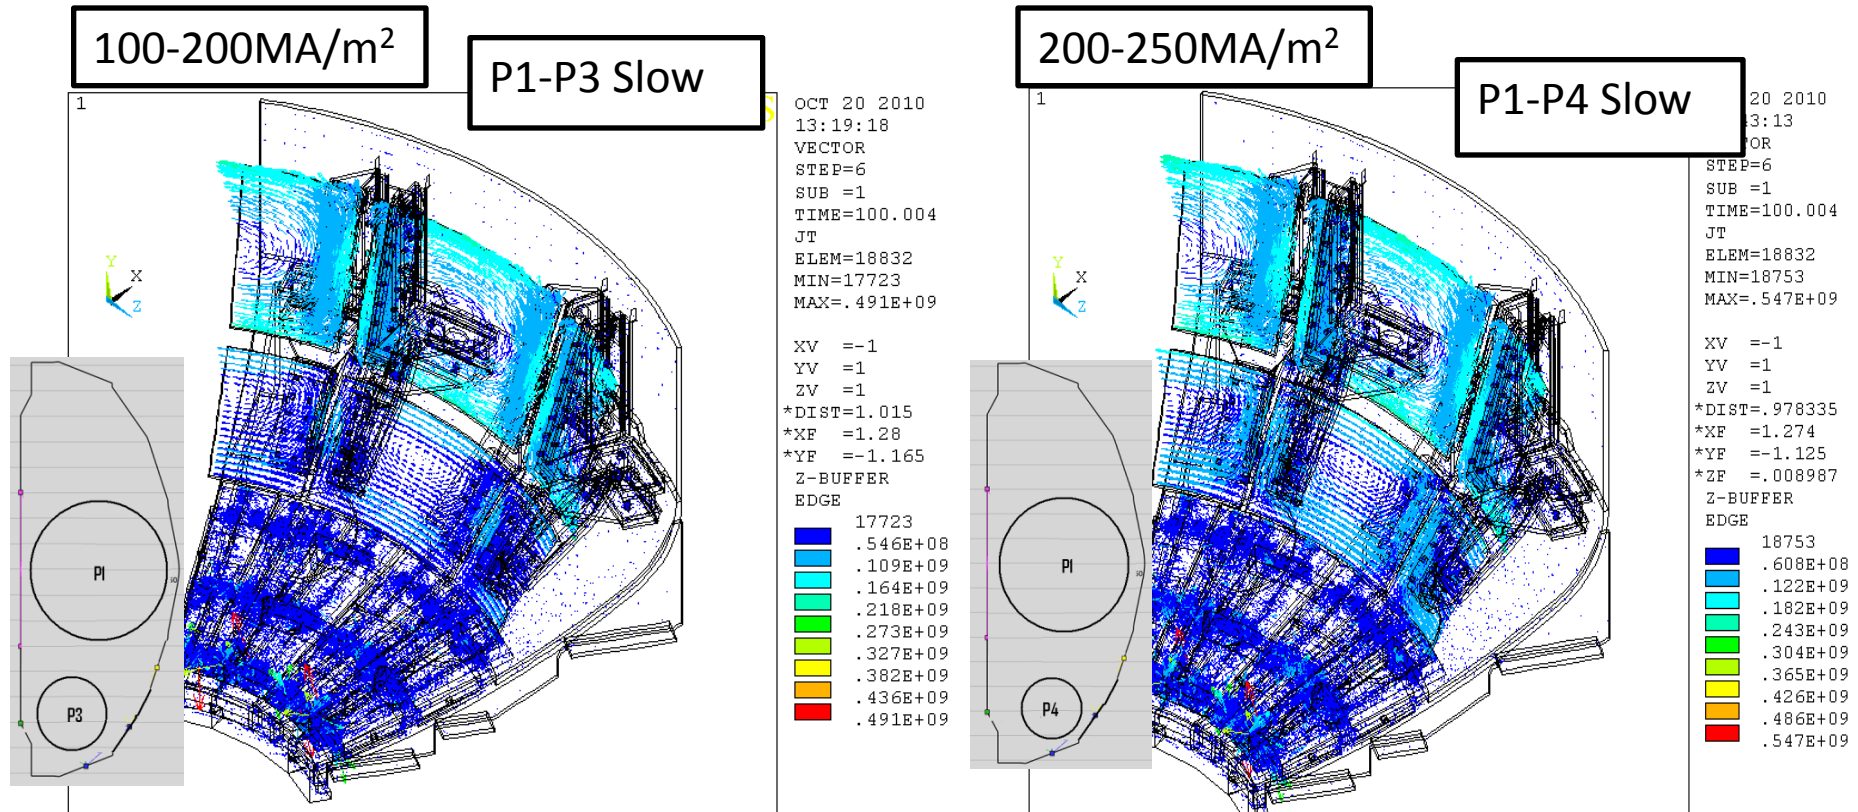 100-200MA/m²
P1-P3 Slow
1
OCT 20 2010
13:19:18
VECTOR
STEP=6
SUB =1
TIME=100.004
JT
ELEM=18832
MIN=17723
MAX=.491E+09
XV =-1
YV =1
ZV =1
*DIST=1.015
*XF =1.28
*YF =-1.165
Z-BUFFER
EDGE
17723
.546E+08
.109E+09
.164E+09
.218E+09
.273E+09
.327E+09
.382E+09
.436E+09
.491E+09
Y
X
Z
P1
P3
200-250MA/m²
P1-P4 Slow
1
20 2010
43:13
OR
STEP=6
SUB =1
TIME=100.004
JT
ELEM=18832
MIN=18753
MAX=.547E+09
XV =-1
YV =1
ZV =1
*DIST=.978335
*XF =1.274
*YF =-1.125
*ZF =.008987
Z-BUFFER
EDGE
18753
.608E+08
.122E+09
.182E+09
.243E+09
.304E+09
.365E+09
.426E+09
.486E+09
.547E+09
Y
X
Z
P1
P4